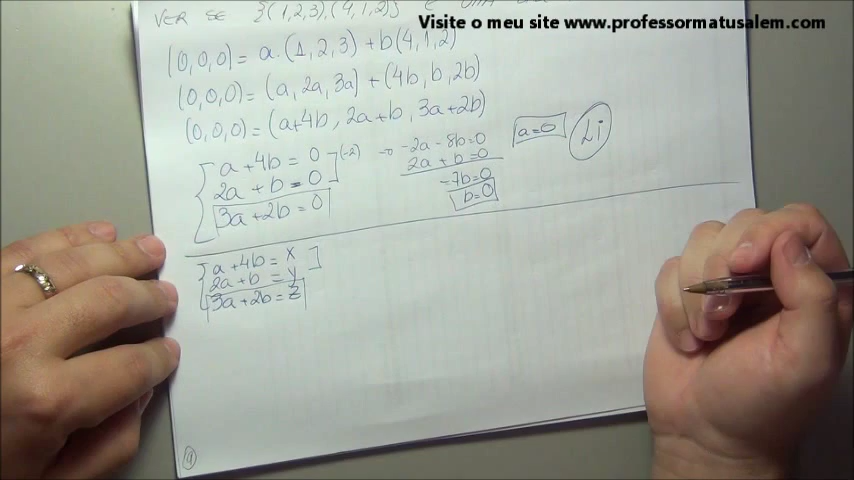 VER SE {(1,2,3),(4,1,2)} É UMA
Visite o meu site www.professormatusalem.com
(0,0,0) = a.(1,2,3) + b(4,1,2)
(0,0,0) = (a, 2a, 3a) + (4b, b, 2b)
(0,0,0) = (a+4b, 2a+b, 3a+2b)
a + 4b = 0 (-2) → -2a - 8b = 0
2a + b = 0 2a + b = 0
3a + 2b = 0 -7b = 0
b = 0
a = 0 Li
a + 4b = x
2a + b = y
3a + 2b = z
1